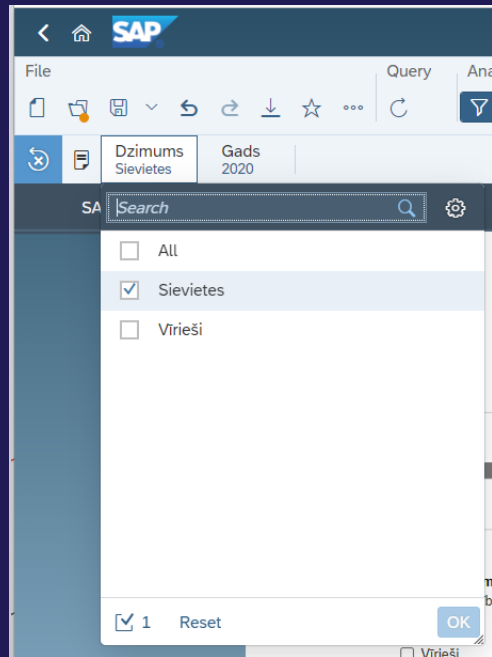 SAP
File
Query
Ana
Dzimums
Sievietes
Gads
2020
SA
Search
All
Sievietes
Vīrieši
1
Reset
OK
Vīrieši